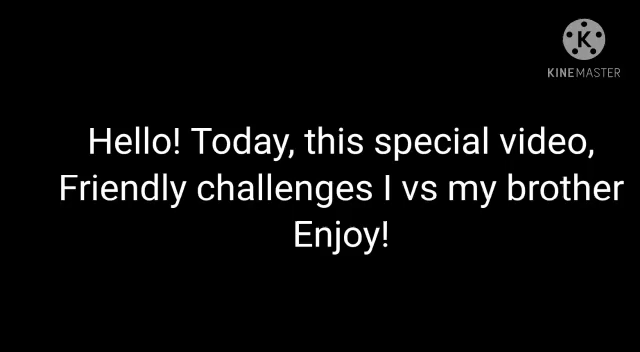 KINEMASTER
Hello! Today, this special video,
Friendly challenges I vs my brother
Enjoy!